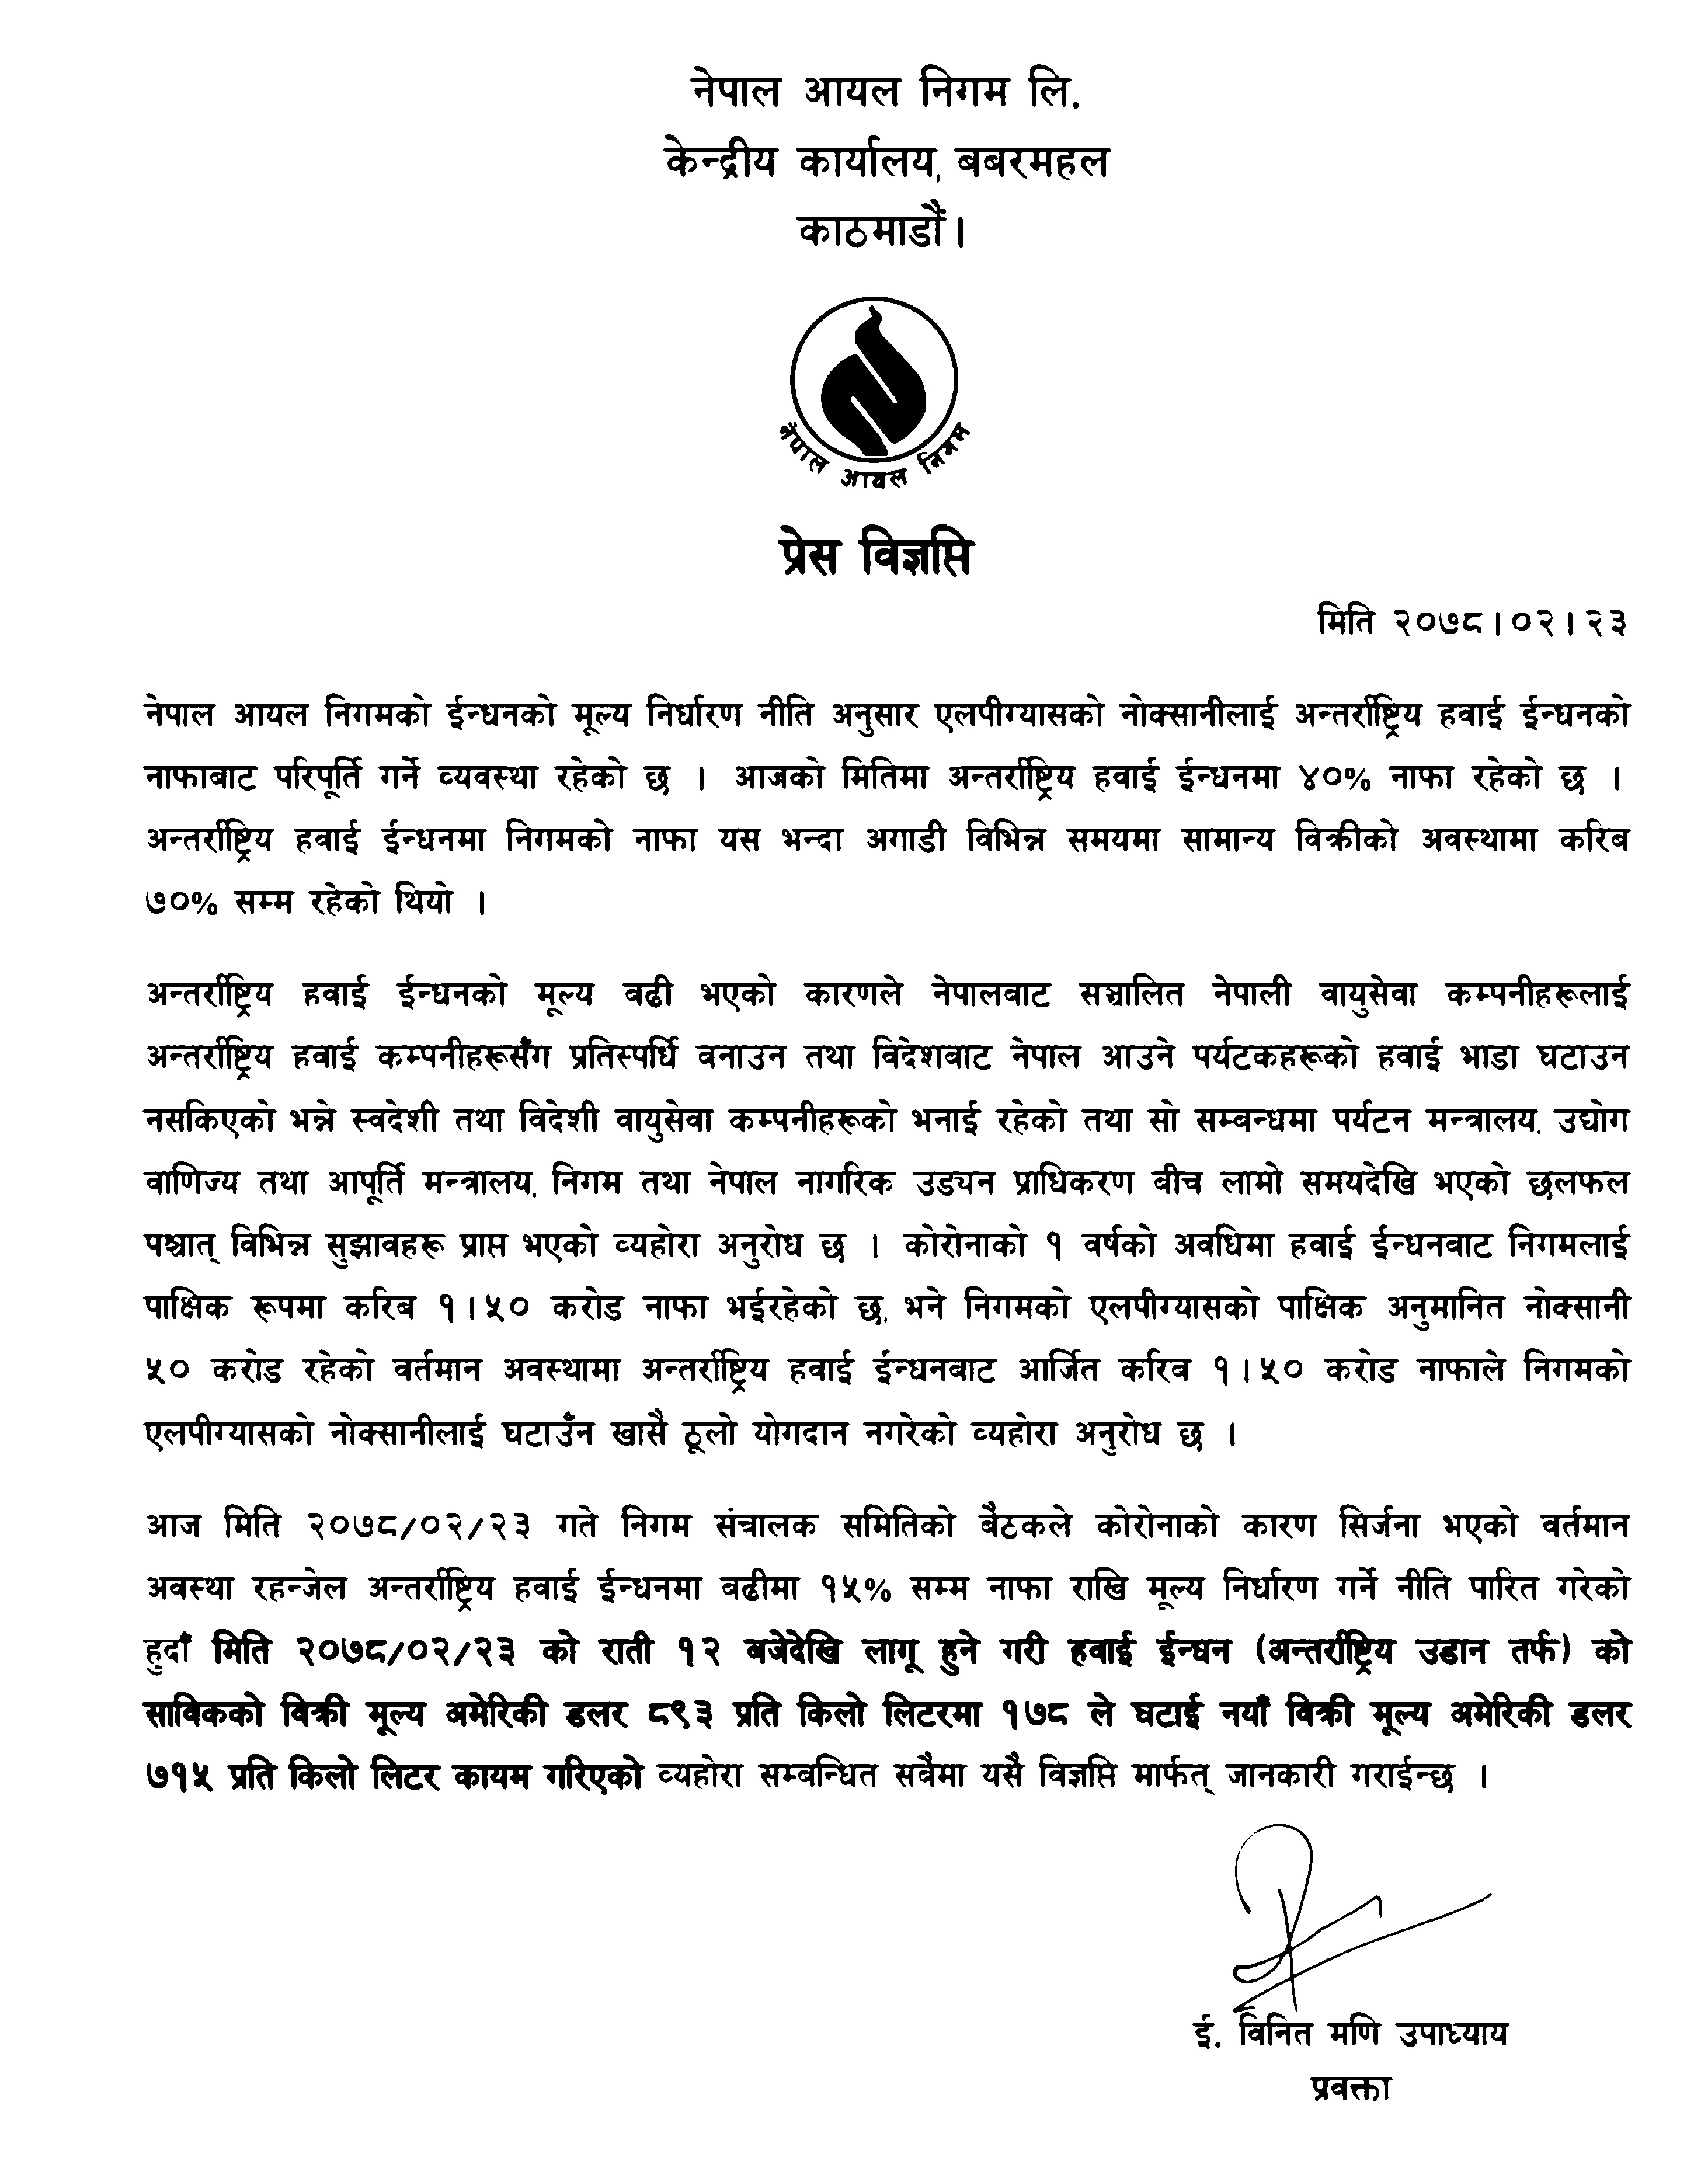 नेपाल आयल निगम लि.
केन्द्रीय कार्यालय, बबरमहल
काठमाडौं।
नेपाल आयल निगम
प्रेस विज्ञप्ति
मिति २०७८।०२।२३
नेपाल आयल निगमको ईन्धनको मूल्य निर्धारण नीति अनुसार एलपीग्यासको नोक्सानीलाई अन्तर्राष्ट्रिय हवाई ईन्धनको
नाफाबाट परिपूर्ति गर्ने व्यवस्था रहेको छ । आजको मितिमा अन्तर्राष्ट्रिय हवाई ईन्धनमा ४०% नाफा रहेको छ ।
अन्तर्राष्ट्रिय हवाई ईन्धनमा निगमको नाफा यस भन्दा अगाडी विभिन्न समयमा सामान्य विक्रीको अवस्थामा करिब
७०% सम्म रहेको थियो ।
अन्तर्राष्ट्रिय हवाई ईन्धनको मूल्य बढी भएको कारणले नेपालबाट सञ्चालित नेपाली वायुसेवा कम्पनीहरूलाई
अन्तर्राष्ट्रिय हवाई कम्पनीहरूसँग प्रतिस्पर्धि बनाउन तथा विदेशबाट नेपाल आउने पर्यटकहरूको हवाई भाडा घटाउन
नसकिएको भन्ने स्वदेशी तथा विदेशी वायुसेवा कम्पनीहरूको भनाई रहेको तथा सो सम्बन्धमा पर्यटन मन्त्रालय, उद्योग
वाणिज्य तथा आपूर्ति मन्त्रालय, निगम तथा नेपाल नागरिक उड्यन प्राधिकरण बीच लामो समयदेखि भएको छलफल
पश्चात् विभिन्न सुझावहरू प्राप्त भएको व्यहोरा अनुरोध छ । कोरोनाको १ वर्षको अवधिमा हवाई ईन्धनबाट निगमलाई
पाक्षिक रूपमा करिब १।५० करोड नाफा भईरहेको छ, भने निगमको एलपीग्यासको पाक्षिक अनुमानित नोक्सानी
५० करोड रहेको वर्तमान अवस्थामा अन्तर्राष्ट्रिय हवाई ईन्धनबाट आर्जित करिब १।५० करोड नाफाले निगमको
एलपीग्यासको नोक्सानीलाई घटाउँन खासै ठूलो योगदान नगरेको व्यहोरा अनुरोध छ ।
आज मिति २०७८/०२/२३ गते निगम संचालक समितिको बैठकले कोरोनाको कारण सिर्जना भएको वर्तमान
अवस्था रहन्जेल अन्तर्राष्ट्रिय हवाई ईन्धनमा बढीमा १५% सम्म नाफा राखि मूल्य निर्धारण गर्ने नीति पारित गरेको
हुदाँ मिति २०७८/०२/२३ को राती १२ बजेदेखि लागू हुने गरी हवाई ईन्धन (अन्तर्राष्ट्रिय उडान तर्फ) को
साविकको विक्री मूल्य अमेरिकी डलर ८९३ प्रति किलो लिटरमा १७८ ले घटाई नयाँ विक्री मूल्य अमेरिकी डलर
७१५ प्रति किलो लिटर कायम गरिएको व्यहोरा सम्बन्धित सबैमा यसै विज्ञप्ति मार्फत् जानकारी गराईन्छ ।
ई. विनित मणि उपाध्याय
प्रवक्ता